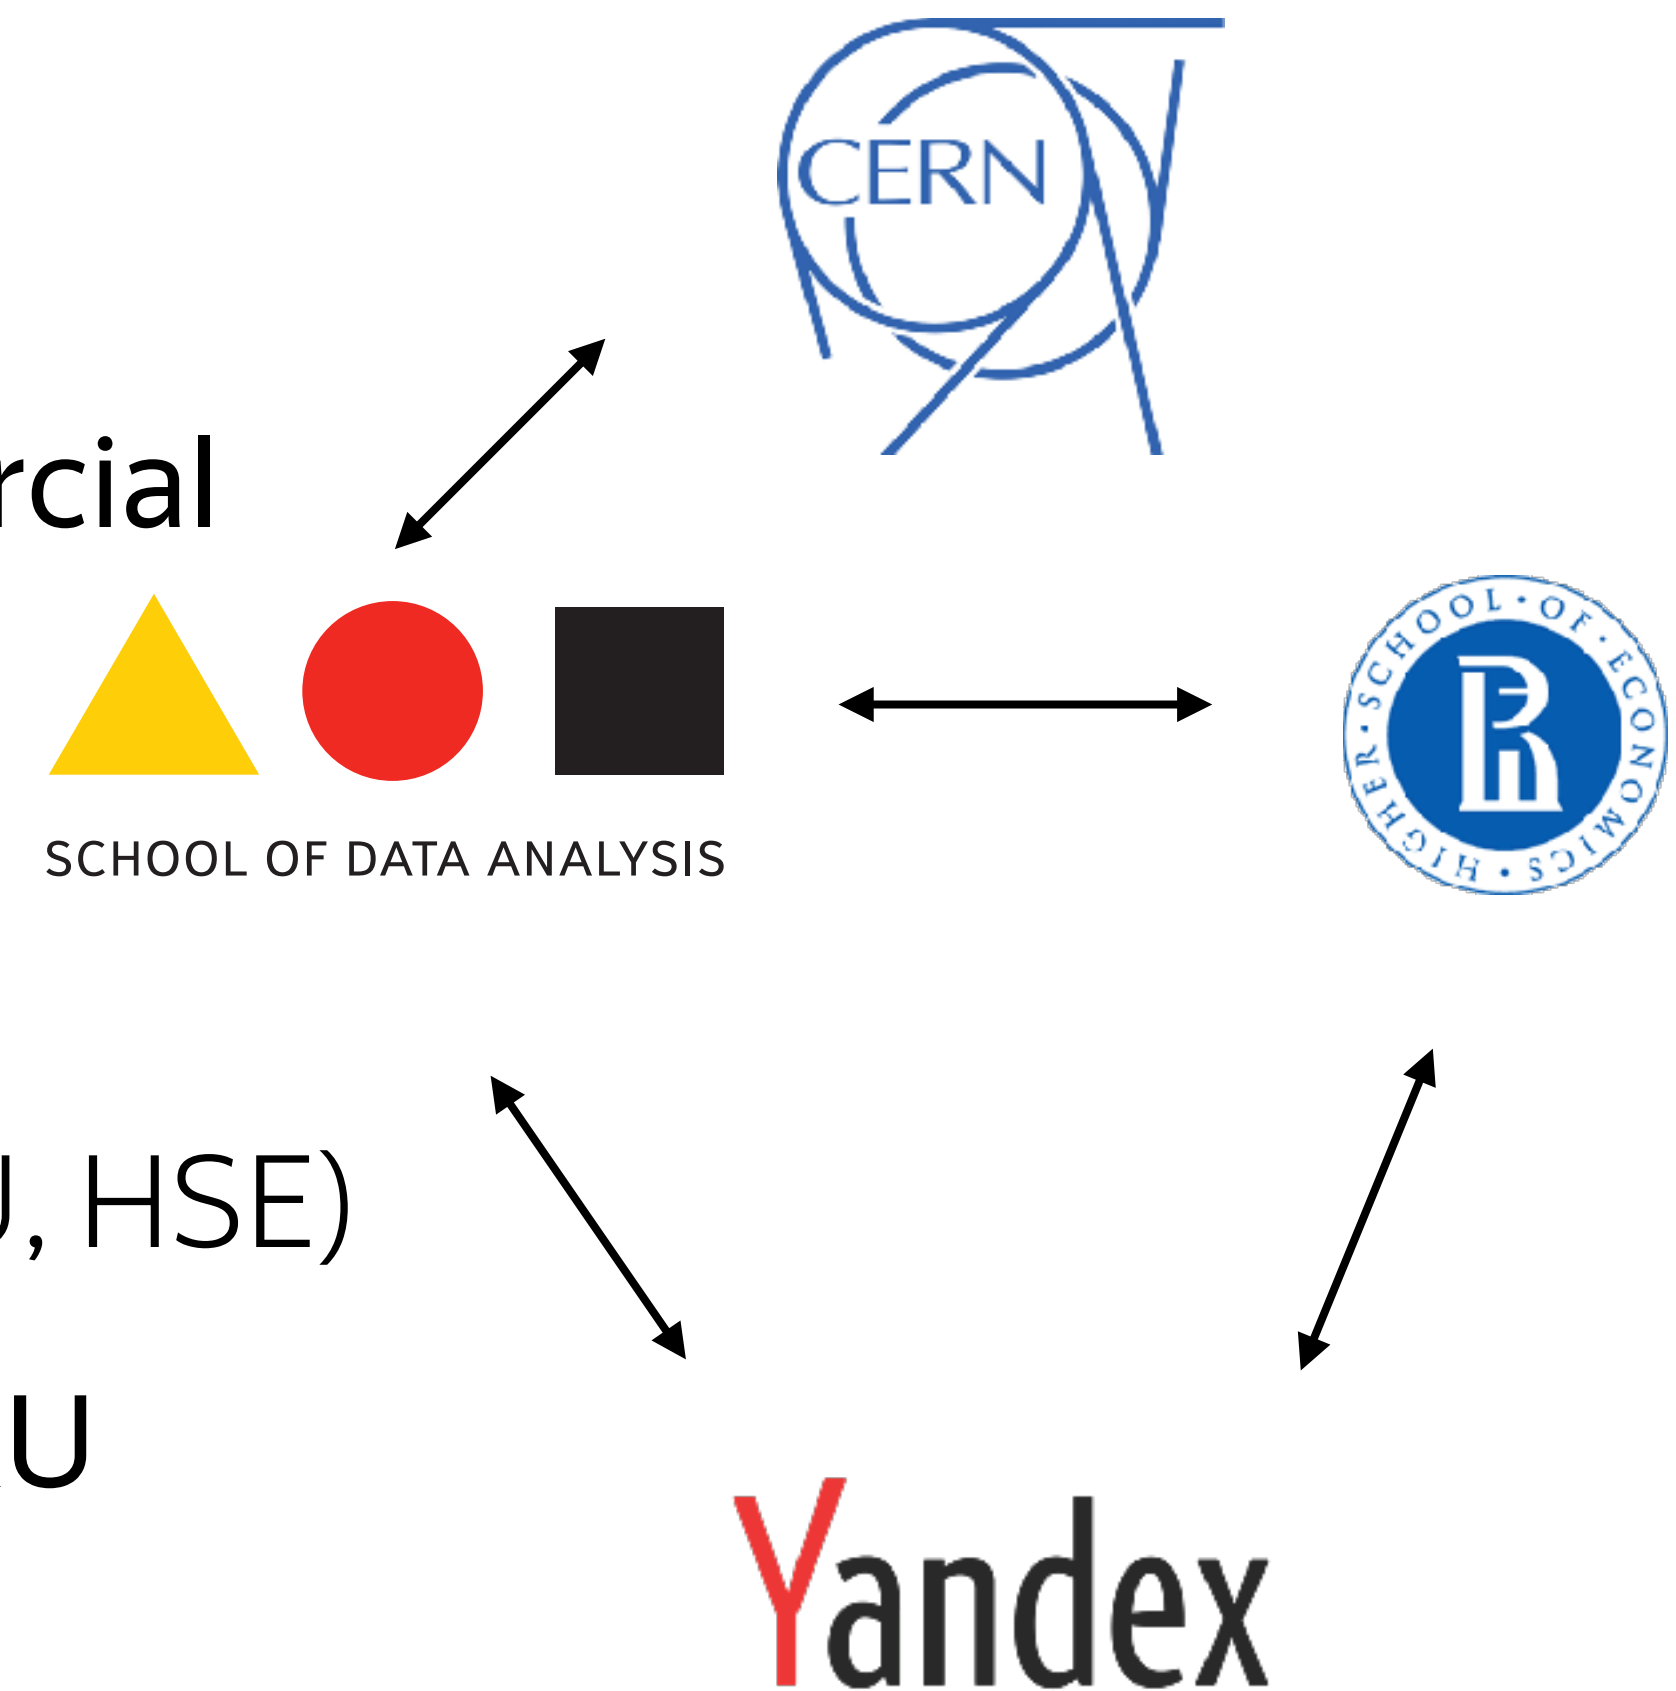 CERN
rcial
SCHOOL OF DATA ANALYSIS
HIGHER · SCHOOL · OF · ECONOMICS ·
U, HSE)
U
Yandex